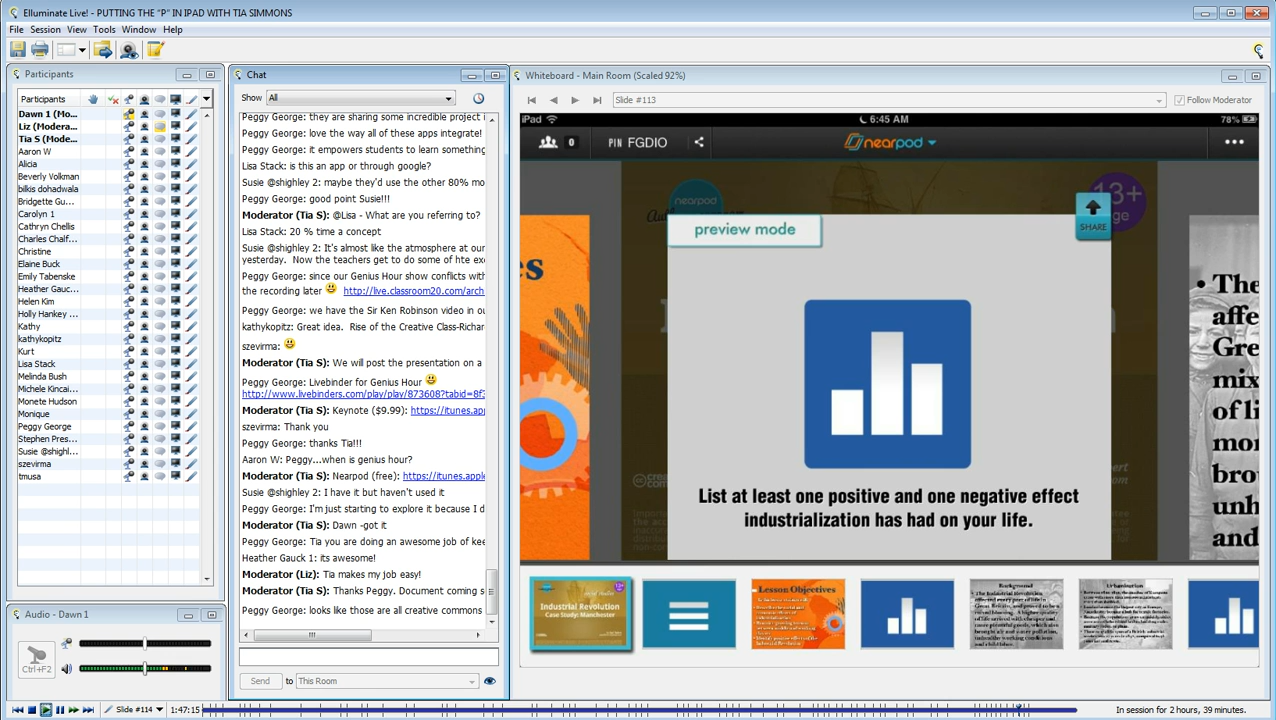 Elluminate Live! - PUTTING THE "P" IN IPAD WITH TIA SIMMONS
File Session View Tools Window Help
Participants
Participants
Dawn 1 (Mo...
Liz (Modera...
Tia S (Mode...
Aaron W
Alicia
Beverly Volkman
bilkis dohadwala
Bridgette Gu...
Carolyn 1
Cathryn Chellis
Charles Chalf...
Christine
Elaine Buck
Emily Tabenske
Heather Gauc...
Helen Kim
Holly Hankey ...
Kathy
kathykopitz
Kurt
Lisa Stack
Melinda Bush
Michele Kincai...
Monete Hudson
Monique
Peggy George
Stephen Pres...
Susie @shighl...
szevirma
tmusa
Audio - Dawn 1
Ctrl+F2
Chat
Show All
Peggy George: they are sharing some incredible project
Peggy George: love the way all of these apps integrate!
Peggy George: it empowers students to learn something
Lisa Stack: is this an app or through google?
Susie @shighley 2: maybe they'd use the other 80% mo
Peggy George: good point Susie!!!
Moderator (Tia S): @Lisa - What are you referring to?
Lisa Stack: 20 % time a concept
Susie @shighley 2: It's almost like the atmosphere at our
yesterday. Now the teachers get to do some of hte ex
Peggy George: since our Genius Hour show conflicts with
the recording later http://live.classroom20.com/arch
Peggy George: we have the Sir Ken Robinson video in ou
kathykopitz: Great idea. Rise of the Creative Class-Richar
szevirma:
Moderator (Tia S): We will post the presentation on a
Peggy George: Livebinder for Genius Hour
http://www.livebinders.com/play/play/873608?tabid=8f3
Moderator (Tia S): Keynote ($9.99): https://itunes.app
szevirma: Thank you
Peggy George: thanks Tia!!!
Aaron W: Peggy...when is genius hour?
Moderator (Tia S): Nearpod (free): https://itunes.apple
Susie @shighley 2: I have it but haven't used it
Peggy George: I'm just starting to explore it because I d
Moderator (Tia S): Dawn -got it
Peggy George: Tia you are doing an awesome job of kee
Heather Gauck 1: its awesome!
Moderator (Liz): Tia makes my job easy!
Moderator (Tia S): Thanks Peggy. Document coming s
Peggy George: looks like those are all creative commons
Send to This Room
Whiteboard - Main Room (Scaled 92%)
Slide #113 Follow Moderator
iPad 6:45 AM 78%
0 PIN FGDIO nearpod
nearpod
13+
SHARE
preview mode
List at least one positive and one negative effect
industrialization has had on your life.
• The
affe
Gre
mix
of li
mor
bro
unh
and
Industrial Revolution
Case Study: Manchester
Lesson Objectives
Background
Urbanisation
Slide #114 1:47:15 In session for 2 hours, 39 minutes.